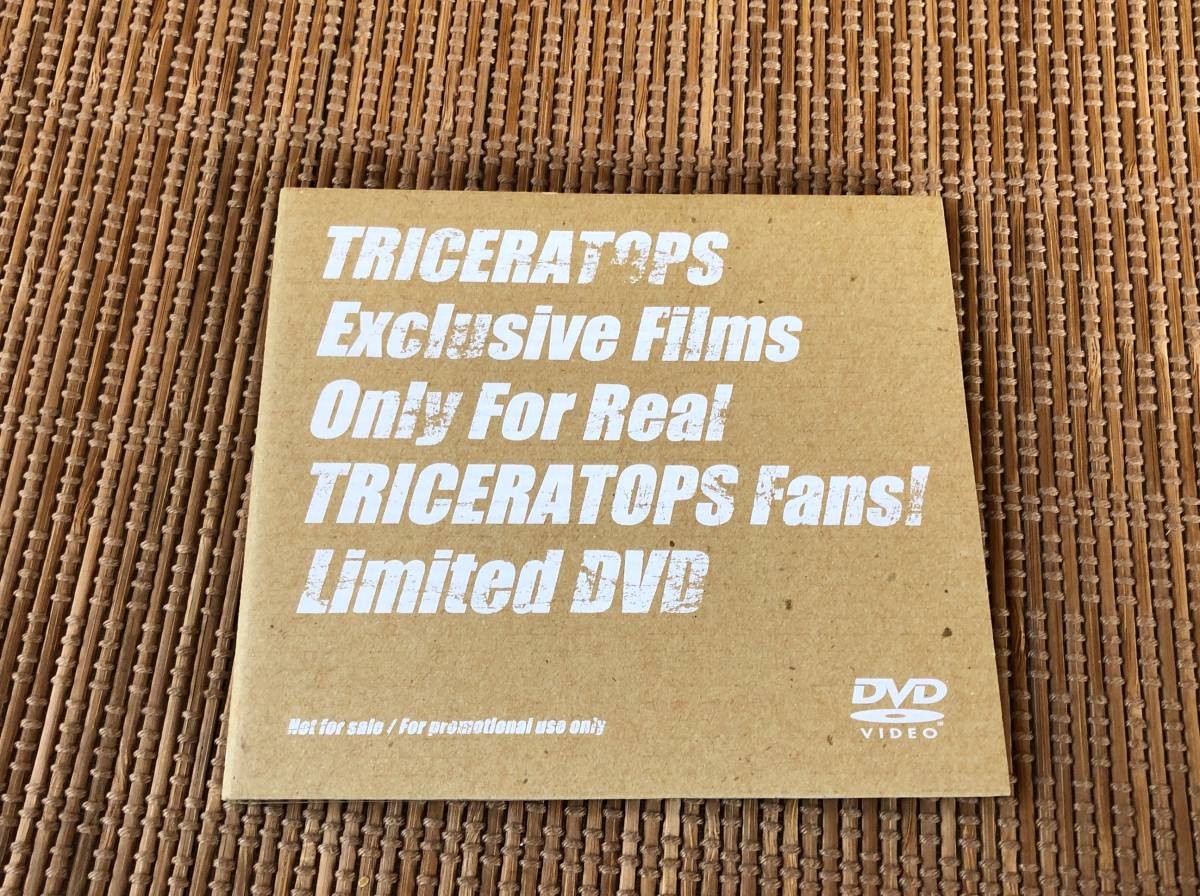 TRICERATOPS
Exclusive Films
Only For Real
TRICERATOPS Fans!
Limited DVD
Not for sale / For promotional use only
DVD
VIDEO